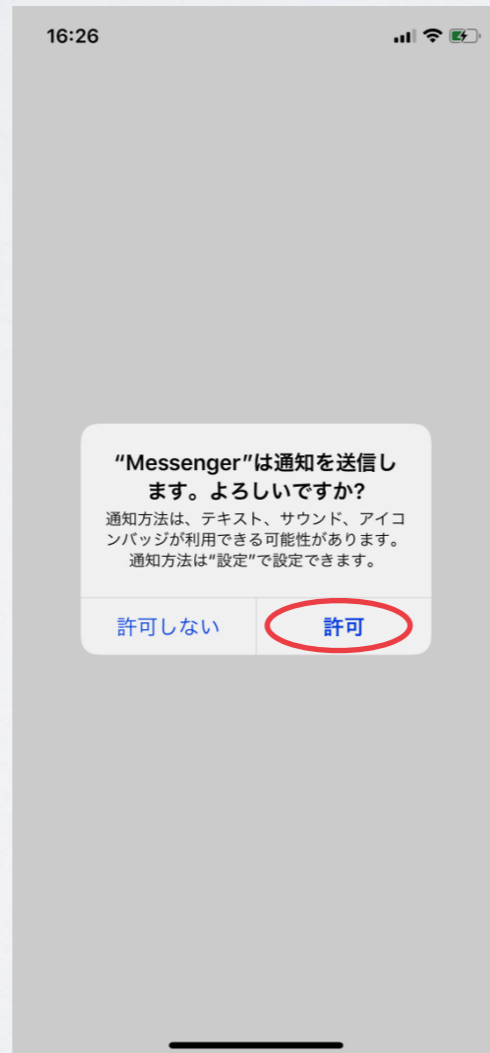 16:26
“Messenger”は通知を送信し
ます。よろしいですか?
通知方法は、テキスト、サウンド、アイコ
ンバッジが利用できる可能性があります。
通知方法は“設定”で設定できます。
許可しない 許可